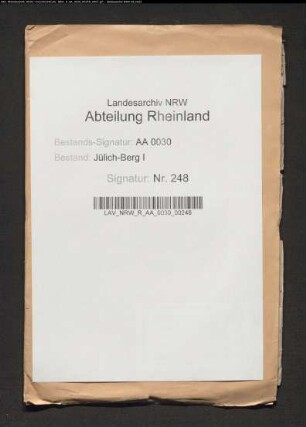 Landesarchiv NRW
Abteilung Rheinland
Bestands-Signatur: AA 0030
Bestand: Jülich-Berg I
Signatur: Nr. 248
LAV_NRW_R_AA_0030_00248